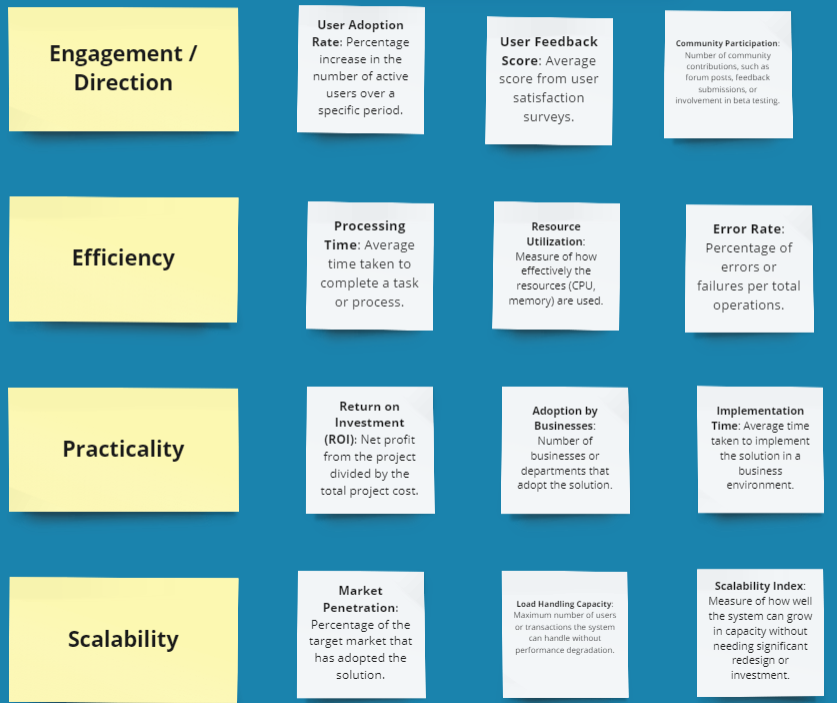 Engagement /
Direction
User Adoption
Rate: Percentage
increase in the
number of active
users over a
specific period.
User Feedback
Score: Average
score from user
satisfaction
surveys.
Community Participation:
Number of community
contributions, such as
forum posts, feedback
submissions, or
involvement in beta testing.
Efficiency
Processing
Time: Average
time taken to
complete a task
or process.
Resource
Utilization:
Measure of how
effectively the
resources (CPU,
memory) are used.
Error Rate:
Percentage of
errors or
failures per total
operations.
Practicality
Return on
Investment
(ROI): Net profit
from the project
divided by the
total project cost.
Adoption by
Businesses:
Number of
businesses or
departments that
adopt the solution.
Implementation
Time: Average time
taken to implement
the solution in a
business
environment.
Scalability
Market
Penetration:
Percentage of the
target market that
has adopted the
solution.
Load Handling Capacity:
Maximum number of users
or transactions the system
can handle without
performance degradation.
Scalability Index:
Measure of how well
the system can grow
in capacity without
needing significant
redesign or
investment.